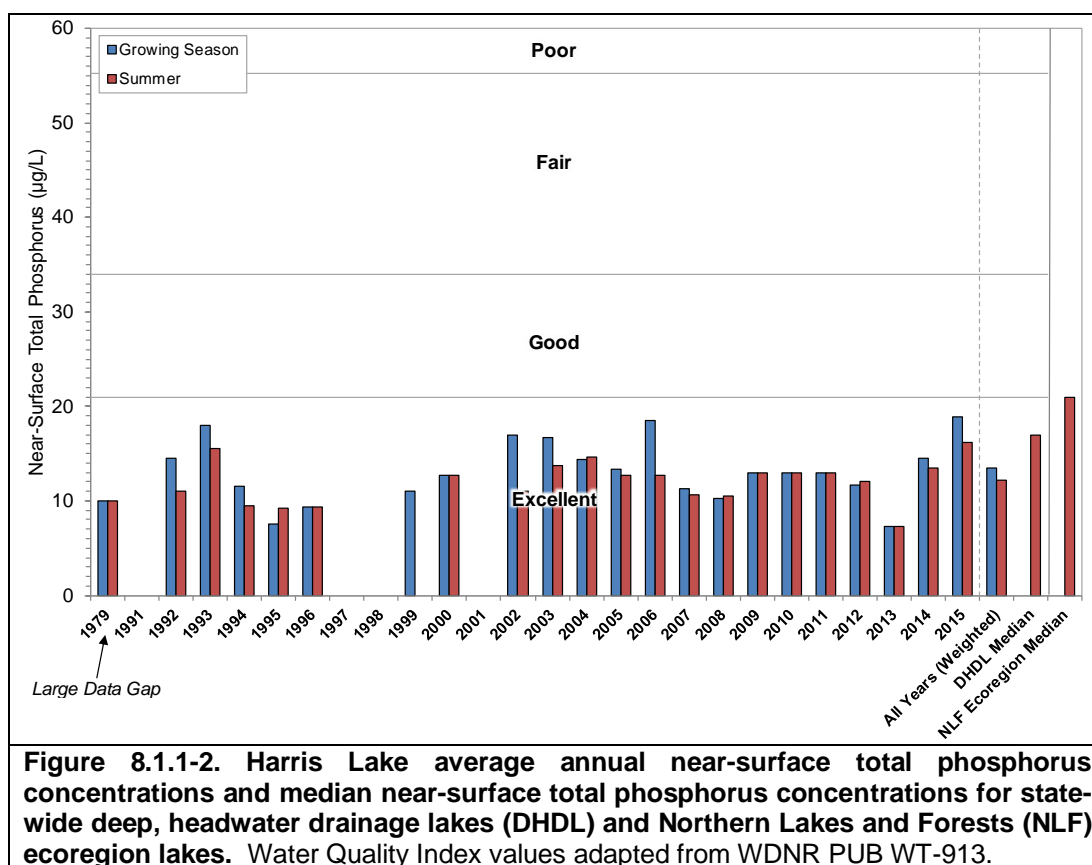 60
50
40
30
20
10
0
Near-Surface Total Phosphorus (µg/L)
Growing Season
Summer
Poor
Fair
Good
Excellent
1979
1991
1992
1993
1994
1995
1996
1997
1998
1999
2000
2001
2002
2003
2004
2005
2006
2007
2008
2009
2010
2011
2012
2013
2014
2015
All Years (Weighted)
DHDL Median
NLF Ecoregion Median
Large Data Gap
Figure 8.1.1-2. Harris Lake average annual near-surface total phosphorus
concentrations and median near-surface total phosphorus concentrations for state-
wide deep, headwater drainage lakes (DHDL) and Northern Lakes and Forests (NLF)
ecoregion lakes. Water Quality Index values adapted from WDNR PUB WT-913.